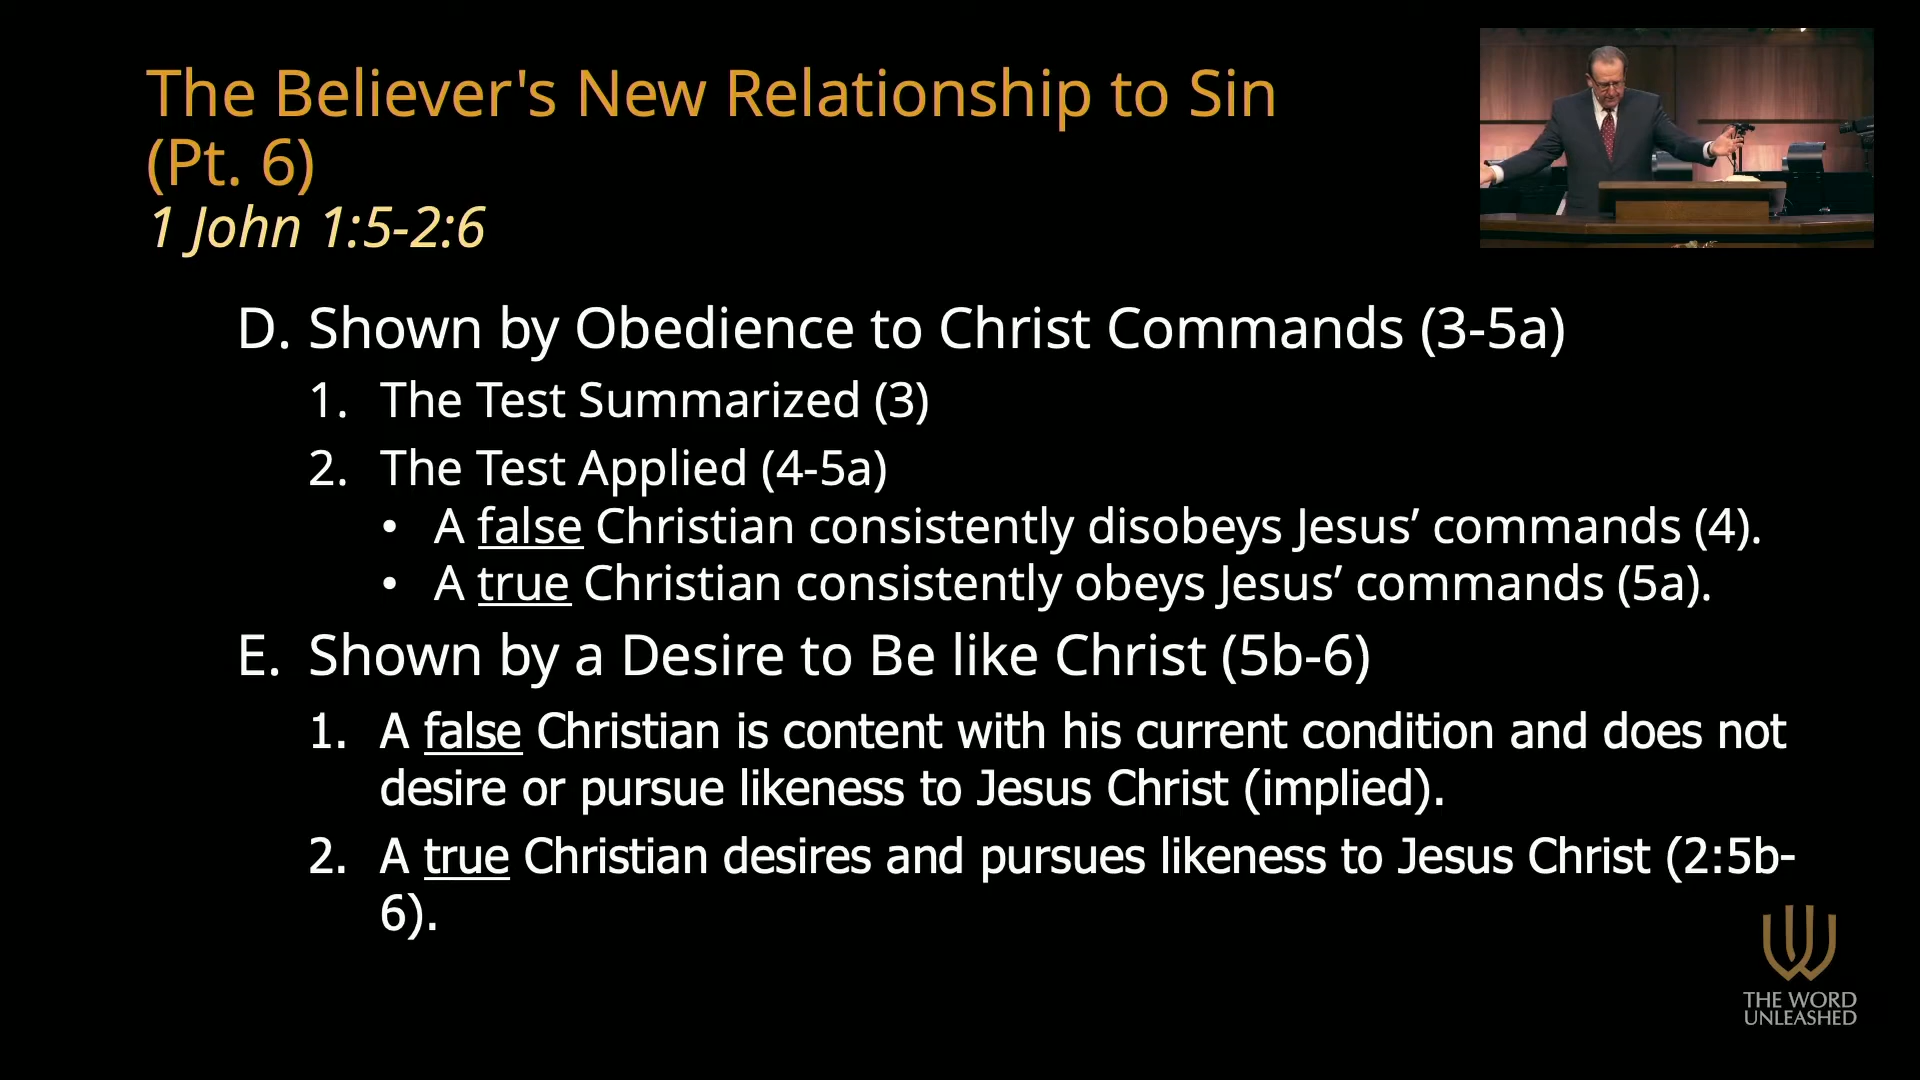 The Believer's New Relationship to Sin
(Pt. 6)
1 John 1:5-2:6
D. Shown by Obedience to Christ Commands (3-5a)
1. The Test Summarized (3)
2. The Test Applied (4-5a)
• A false Christian consistently disobeys Jesus’ commands (4).
• A true Christian consistently obeys Jesus’ commands (5a).
E. Shown by a Desire to Be like Christ (5b-6)
1. A false Christian is content with his current condition and does not
desire or pursue likeness to Jesus Christ (implied).
2. A true Christian desires and pursues likeness to Jesus Christ (2:5b-
6).
THE WORD
UNLEASHED